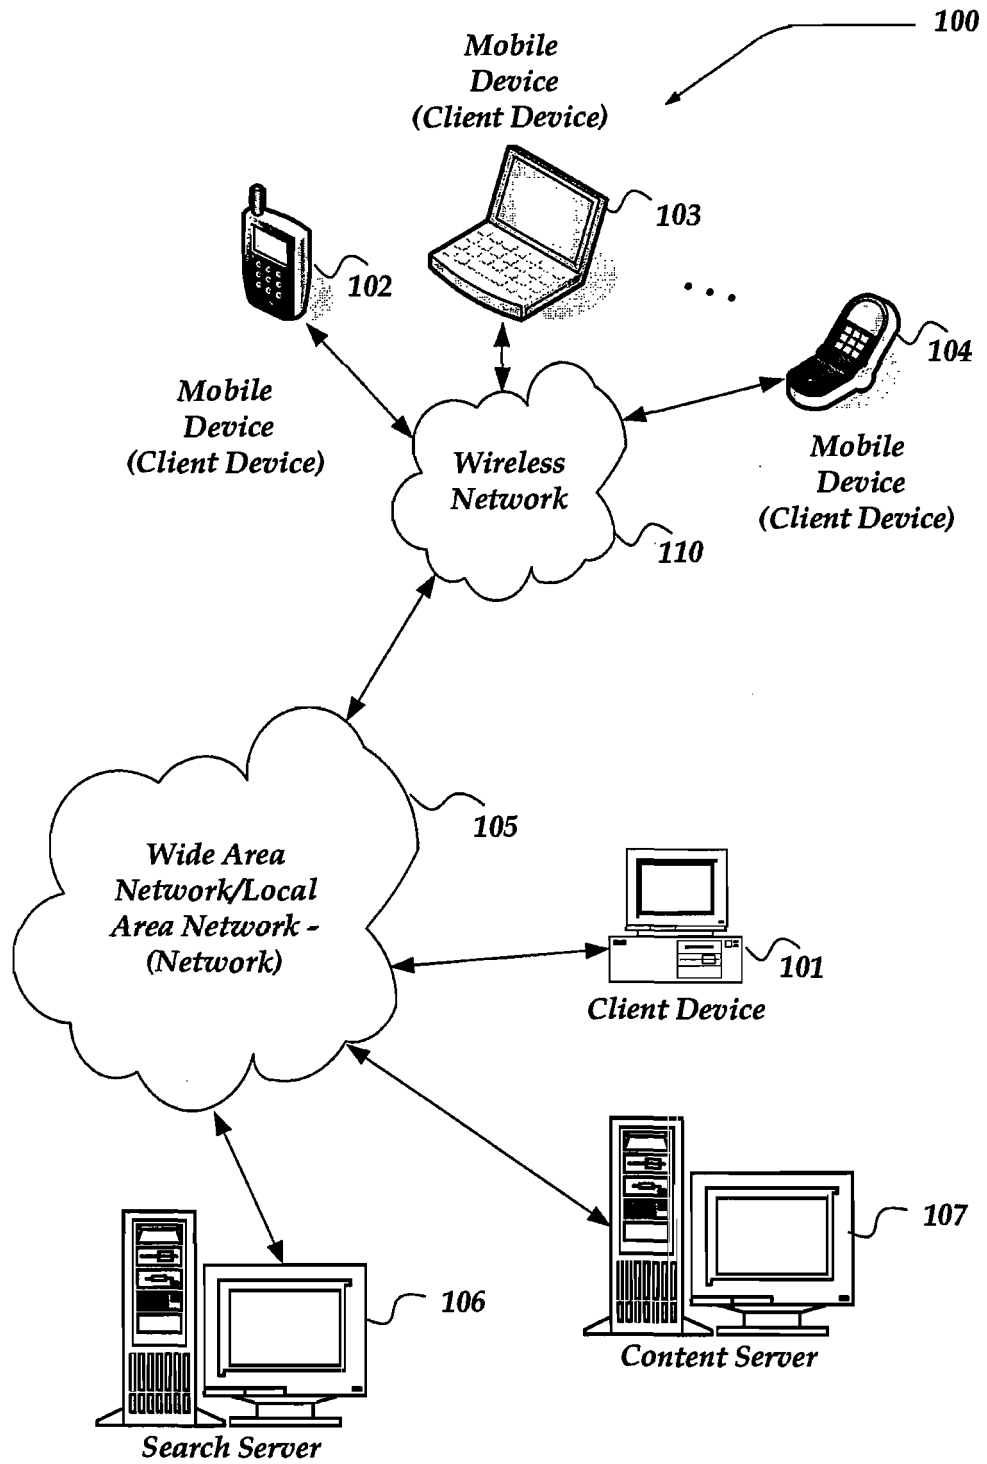 100
Mobile
Device
(Client Device)
103
102
104
Mobile
Device
(Client Device)
Wireless
Network
Mobile
Device
(Client Device)
110
105
Wide Area
Network/Local
Area Network -
(Network)
101
Client Device
107
106
Content Server
Search Server